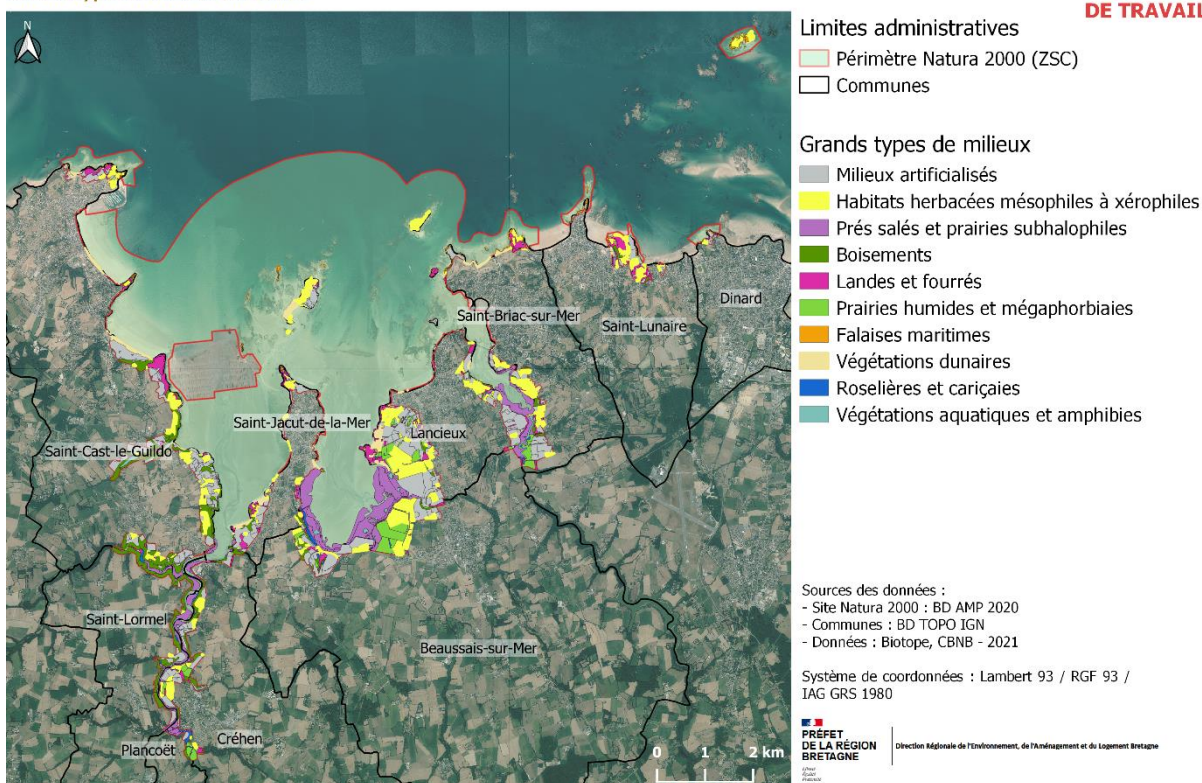 DE TRAVAIL
N
Saint-Briac-sur-Mer
Saint-Lunaire
Dinard
Saint-Jacut-de-la-Mer
Lancieux
Saint-Cast-le-Guildo
Saint-Lormel
Beaussais-sur-Mer
Plancoët
Créhen
0 1 2 km
Limites administratives
Périmètre Natura 2000 (ZSC)
Communes
Grands types de milieux
Milieux artificialisés
Habitats herbacées mésophiles à xérophiles
Prés salés et prairies subhalophiles
Boisements
Landes et fourrés
Prairies humides et mégaphorbiaies
Falaises maritimes
Végétations dunaires
Roselières et cariçaies
Végétations aquatiques et amphibies
Sources des données :
- Site Natura 2000 : BD AMP 2020
- Communes : BD TOPO IGN
- Données : Biotope, CBNB - 2021
Système de coordonnées : Lambert 93 / RGF 93 /
IAG GRS 1980
PRÉFET
DE LA RÉGION
BRETAGNE
Direction Régionale de l'Environnement, de l'Aménagement et du Logement Bretagne